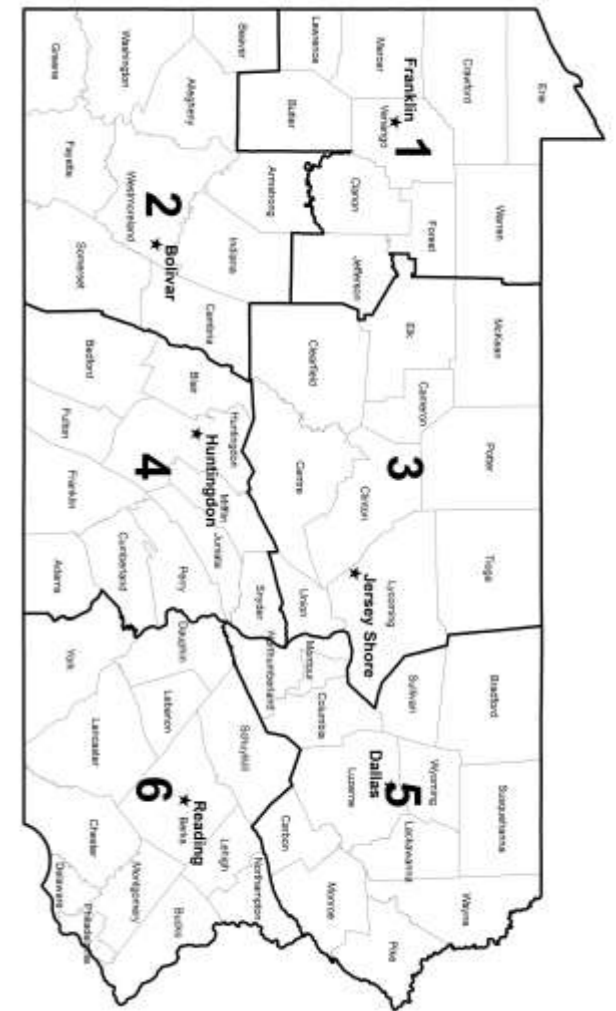 Erie
Crawford
Warren
McKean
Potter
Tioga
Bradford
Susquehanna
Wayne
Mercer
Venango
Forest
Elk
Cameron
Sullivan
Wyoming
Lackawanna
Pike
Franklin
1
3
5
Lawrence
Butler
Clarion
Jefferson
Clearfield
Clinton
Centre
Lycoming
Jersey Shore
Union
Montour
Columbia
Northumberland
Dallas
Luzerne
Carbon
Monroe
Beaver
Allegheny
Armstrong
Indiana
Cambria
Washington
Westmoreland
2
Bolivar
Greene
Fayette
Somerset
Blair
Huntingdon
Huntingdon
4
Mifflin
Juniata
Snyder
Bedford
Fulton
Franklin
Perry
Cumberland
Adams
Dauphin
Schuylkill
Lebanon
Northampton
Lehigh
Reading
Berks
6
York
Lancaster
Chester
Montgomery
Bucks
Delaware
Philadelphia